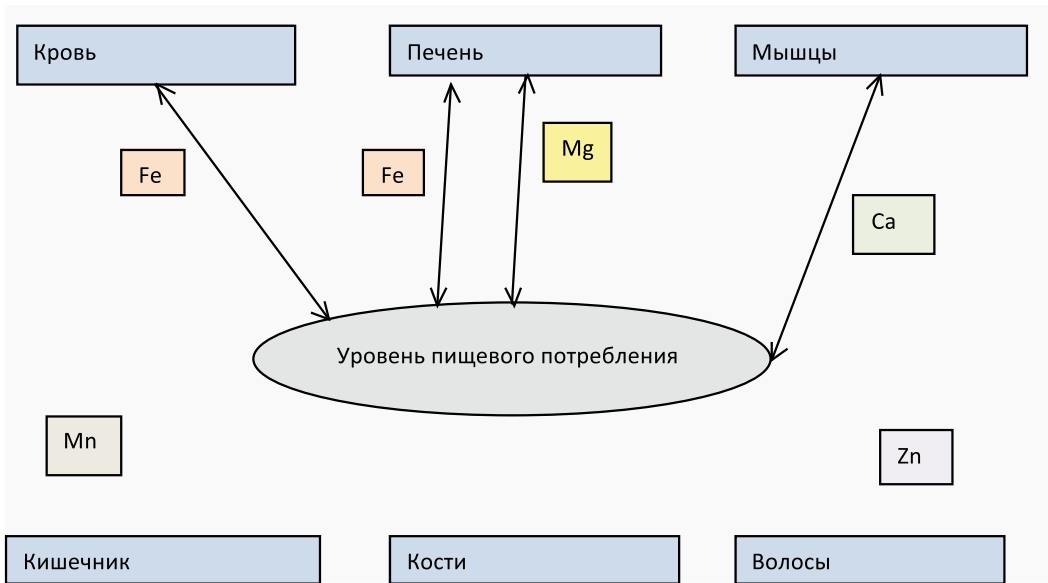 Кровь
Печень
Мышцы
Fe
Fe
Mg
Ca
Уровень пищевого потребления
Mn
Zn
Кишечник
Кости
Волосы